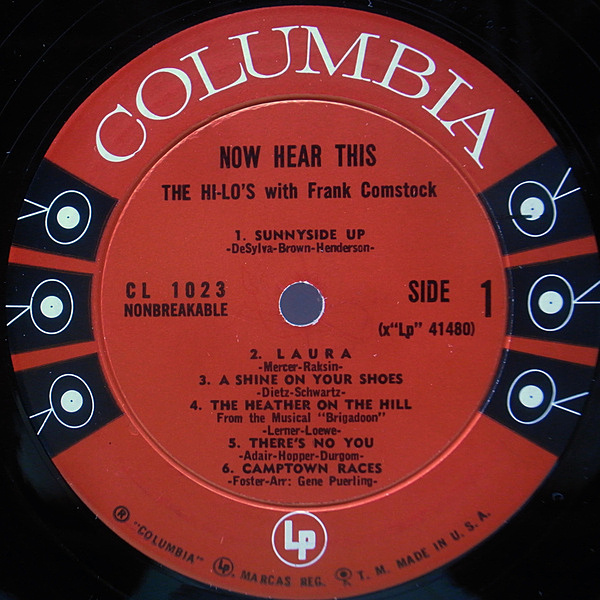 COLUMBIA
NOW HEAR THIS
THE HI-LO'S with Frank Comstock
1. SUNNYSIDE UP
-DeSylva-Brown-Henderson-
CL 1023
NONBREAKABLE
SIDE 1
(x"Lp" 41480)
2. LAURA
-Mercer-Raksin-
3. A SHINE ON YOUR SHOES
-Dietz-Schwartz-
4. THE HEATHER ON THE HILL
From the Musical "Brigadoon"
-Lerner-Loewe-
5. THERE'S NO YOU
-Adair-Hopper-Durgom-
6. CAMPTOWN RACES
-Foster-Arr: Gene Puerling-
Lp
® "COLUMBIA" Lp, MARCAS REG. T. M. MADE IN U. S. A.